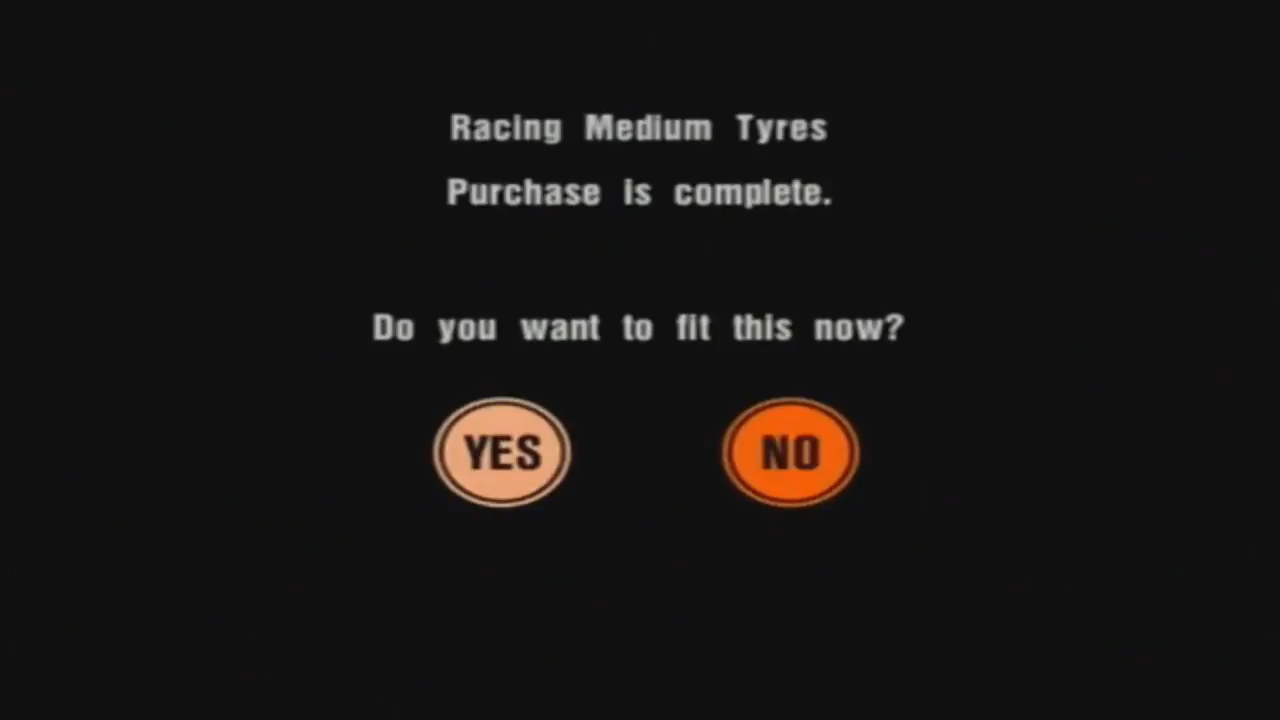 Racing Medium Tyres
Purchase is complete.
Do you want to fit this now?
YES NO